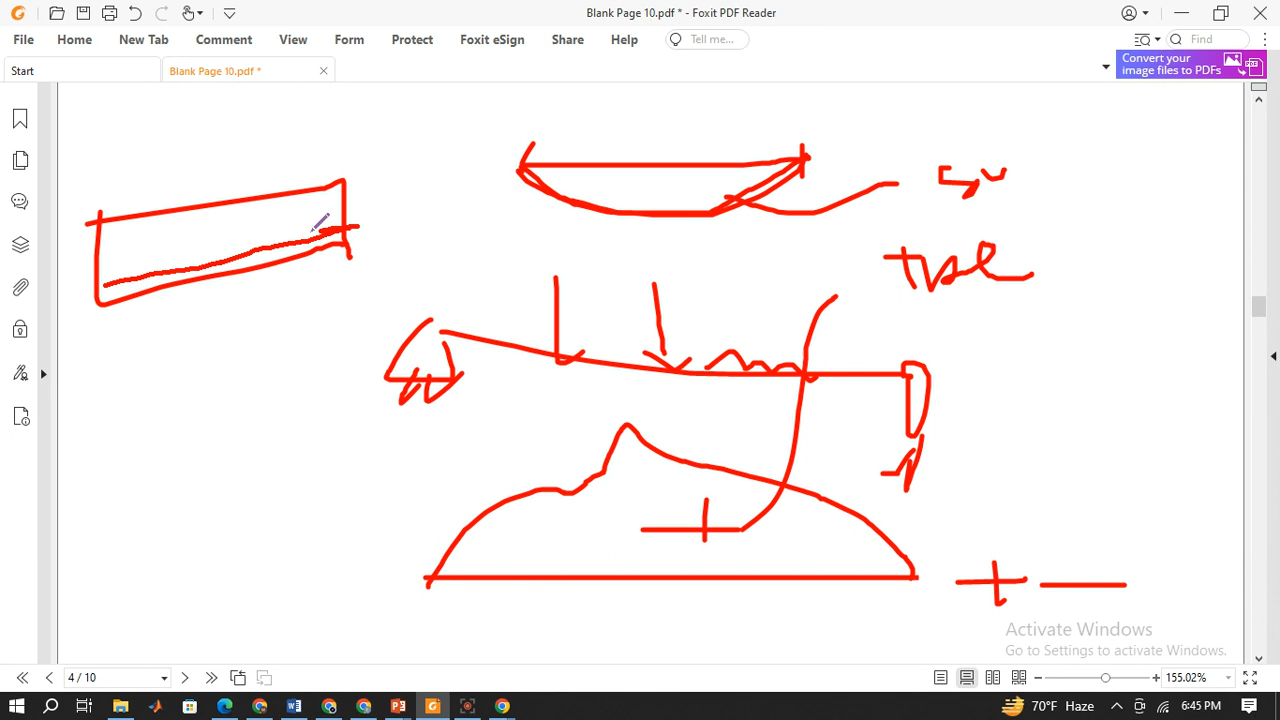 Blank Page 10.pdf * - Foxit PDF Reader
File Home New Tab Comment View Form Protect Foxit eSign Share Help Tell me... Find
Start Blank Page 10.pdf *
Convert your
image files to PDFs
+
+ —
Activate Windows
Go to Settings to activate Windows.
4 / 10 155.02%
70°F Haze 6:45 PM